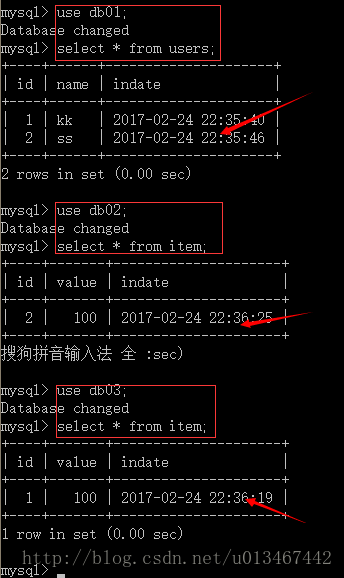 mysql> use db01;
Database changed
mysql> select * from users;
+----+------+---------------------+
| id | name | indate              |
+----+------+---------------------+
|  1 | kk   | 2017-02-24 22:35:40 |
|  2 | ss   | 2017-02-24 22:35:46 |
+----+------+---------------------+
2 rows in set (0.00 sec)
mysql> use db02;
Database changed
mysql> select * from item;
+----+-------+---------------------+
| id | value | indate              |
+----+-------+---------------------+
|  2 |   100 | 2017-02-24 22:36:25 |
+----+-------+---------------------+
搜狗拼音输入法 全 :sec)
mysql> use db03;
Database changed
mysql> select * from item;
+----+-------+---------------------+
| id | value | indate              |
+----+-------+---------------------+
|  1 |   100 | 2017-02-24 22:36:19 |
+----+-------+---------------------+
1 row in set (0.00 sec)
http://blog.csdn.net/u013467442
mysql>